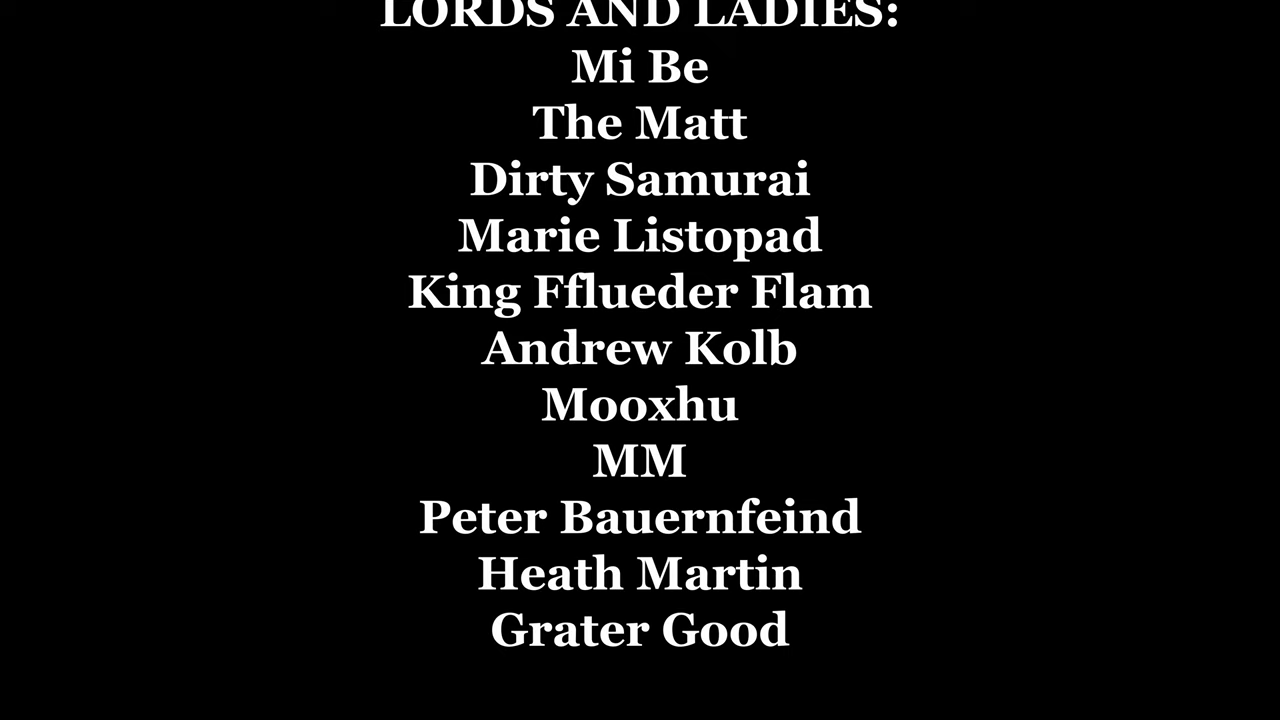 LORDS AND LADIES:
Mi Be
The Matt
Dirty Samurai
Marie Listopad
King Fflueder Flam
Andrew Kolb
Mooxhu
MM
Peter Bauernfeind
Heath Martin
Grater Good